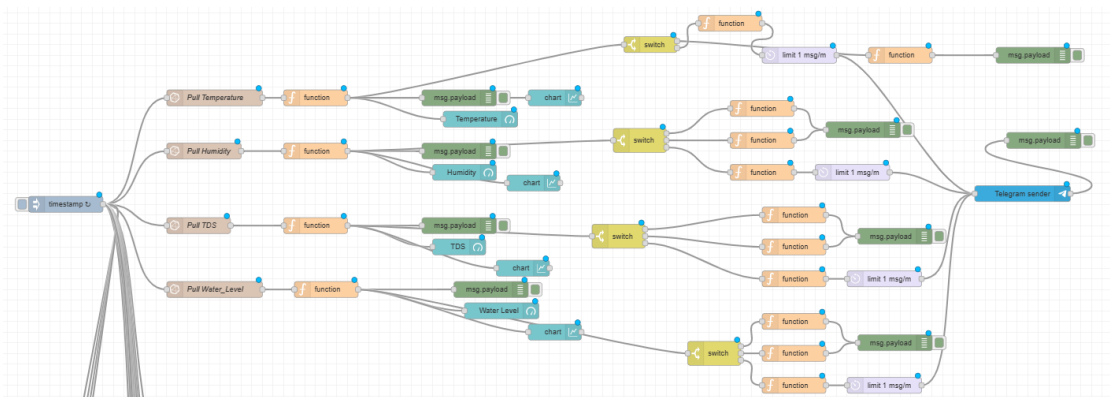 function
switch
limit 1 msg/m
function
msg.payload
Pull Temperature
function
msg.payload
chart
Temperature
function
msg.payload
Pull Humidity
function
msg.payload
switch
function
msg.payload
Humidity
chart
function
limit 1 msg/m
timestamp ↻
Telegram sender
Pull TDS
function
msg.payload
switch
function
msg.payload
TDS
function
chart
function
limit 1 msg/m
Pull Water_Level
function
msg.payload
Water Level
function
chart
msg.payload
switch
function
function
limit 1 msg/m